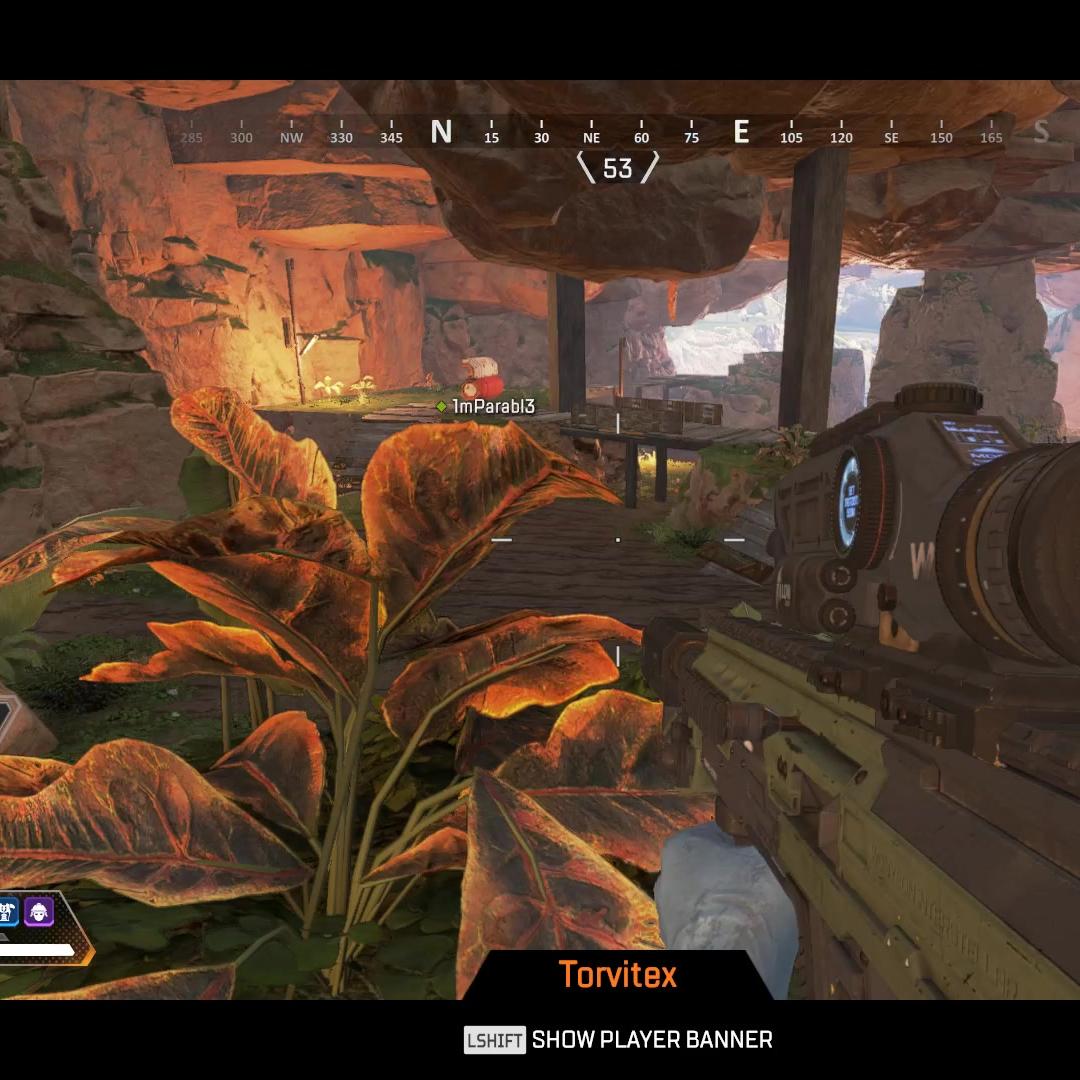 285 300 NW 330 345 N 15 30 NE 60 75 E 105 120 SE 150 165 S
53
1mParabl3
W
Torvitex
LSHIFT SHOW PLAYER BANNER